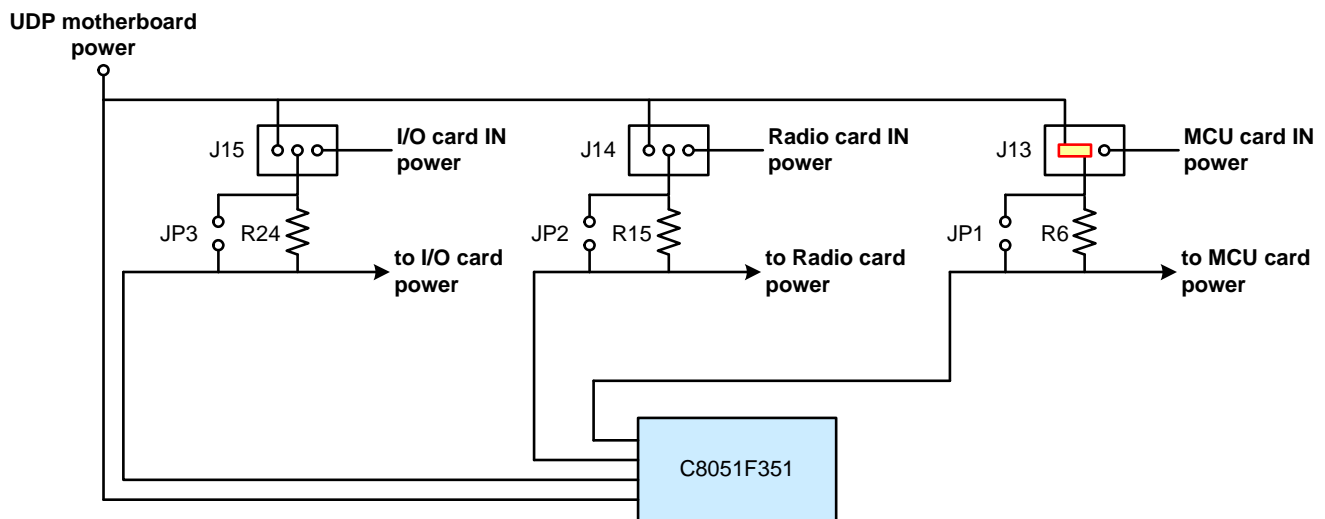 UDP motherboard
power
J15
I/O card IN
power
J14
Radio card IN
power
J13
MCU card IN
power
JP3
R24
JP2
R15
JP1
R6
to I/O card
power
to Radio card
power
to MCU card
power
C8051F351